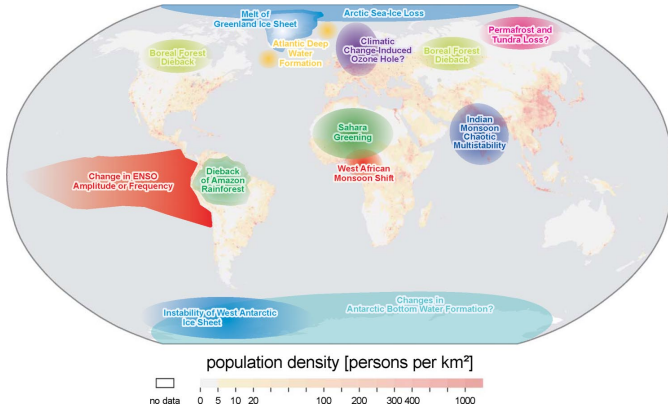 Melt of
Greenland Ice Sheet
Arctic Sea-Ice Loss
Atlantic Deep
Water
Formation
Climatic
Change-Induced
Ozone Hole?
Permafrost and
Tundra Loss?
Boreal Forest
Dieback
Boreal Forest
Dieback
Sahara
Greening
Indian
Monsoon
Chaotic
Multistability
West African
Monsoon Shift
Change in ENSO
Amplitude or Frequency
Dieback
of Amazon
Rainforest
Instability of West Antarctic
Ice Sheet
Changes in
Antarctic Bottom Water Formation?
population density [persons per km²]
no data 0 5 10 20 100 200 300 400 1000